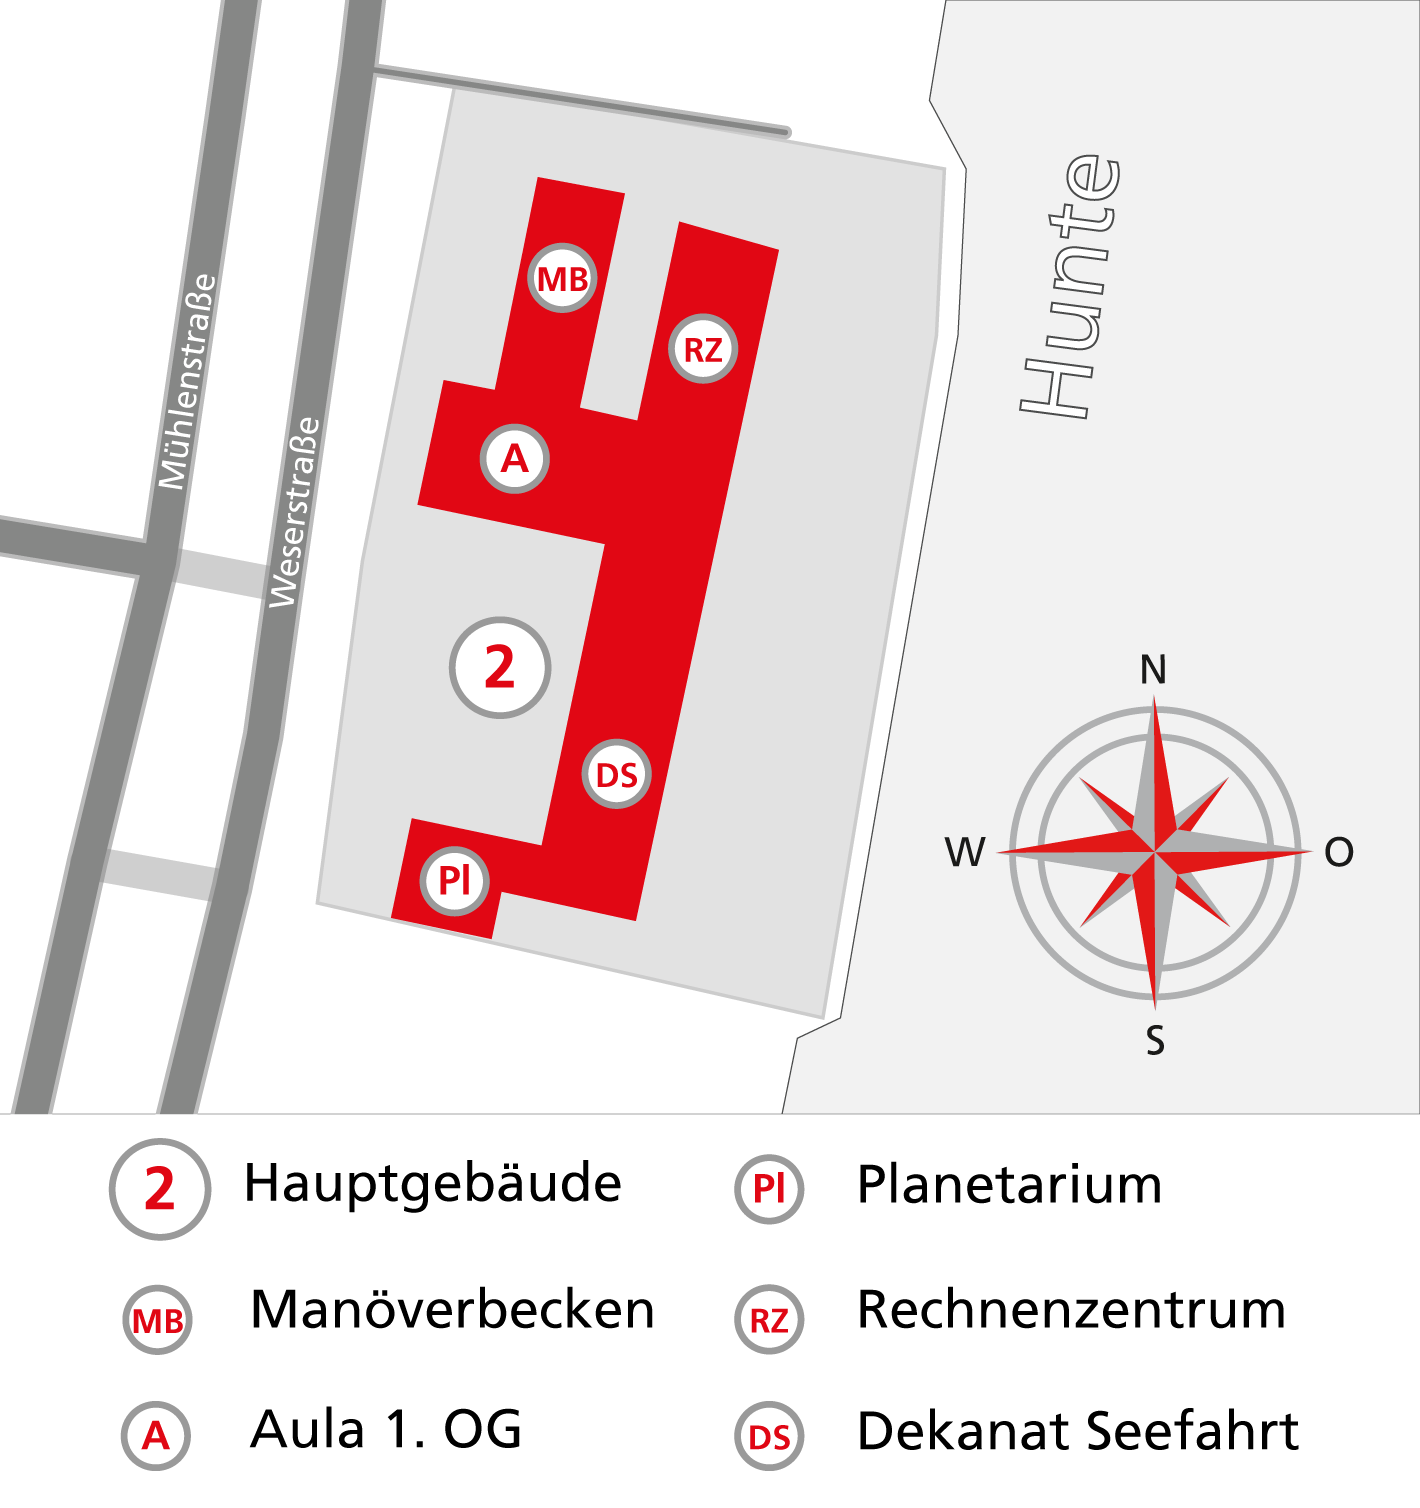 Hunte
MB
Mühlenstraße
RZ
Weserstraße
A
2
N
DS
W
O
Pl
S
2 Hauptgebäude
Pl Planetarium
MB Manöverbecken
RZ Rechnenzentrum
A Aula 1. OG
DS Dekanat Seefahrt